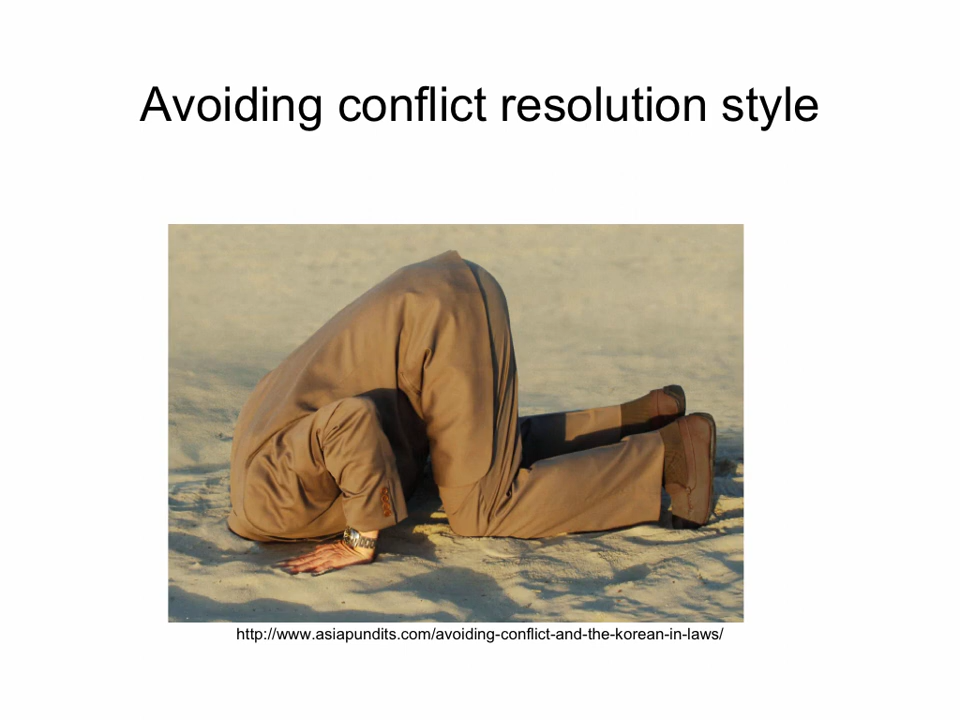 Avoiding conflict resolution style
http://www.asiapundits.com/avoiding-conflict-and-the-korean-in-laws/